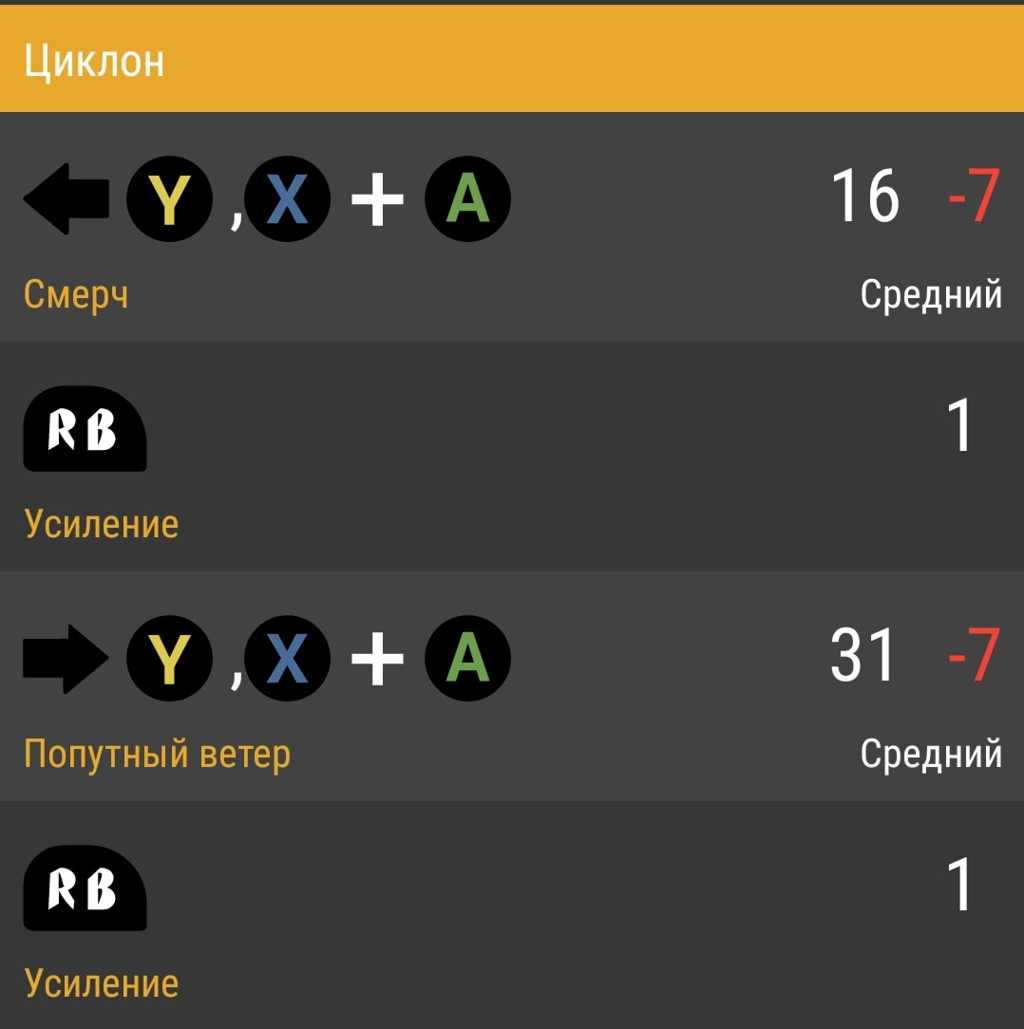 Циклон
Y , X + A 16 -7
Смерч Средний
RB 1
Усиление
Y , X + A 31 -7
Попутный ветер Средний
RB 1
Усиление